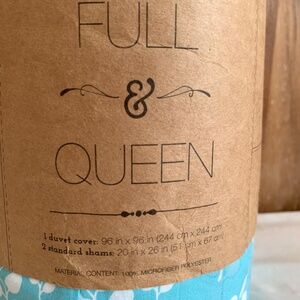 FULL
&
QUEEN
1 duvet cover: 96 in x 96 in (244 cm x 244 cm)
2 standard shams: 20 in x 26 in (51 cm x 67 cm)
MATERIAL CONTENT: 100% MICROFIBER POLYESTER